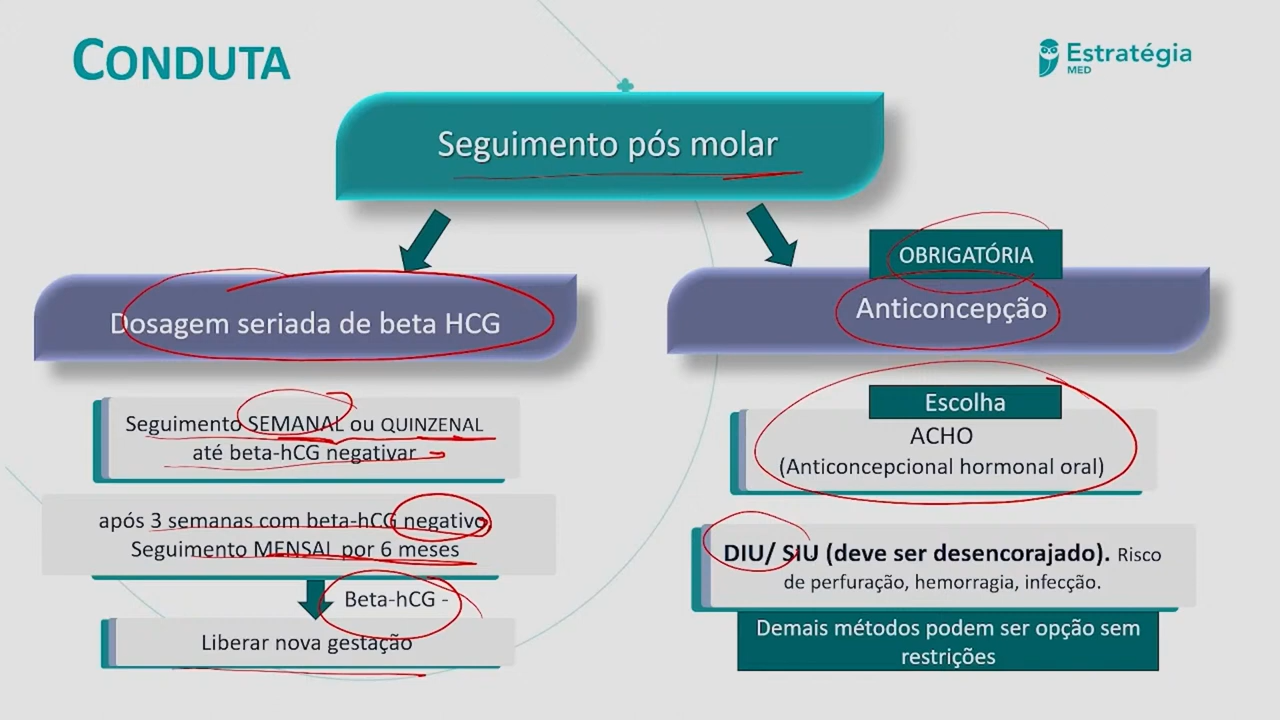 CONDUTA
Estratégia
MED
Seguimento pós molar
Dosagem seriada de beta HCG
Seguimento SEMANAL ou QUINZENAL
até beta-hCG negativar
após 3 semanas com beta-hCG negativo
Seguimento MENSAL por 6 meses
Beta-hCG -
Liberar nova gestação
OBRIGATÓRIA
Anticoncepção
Escolha
ACHO
(Anticoncepcional hormonal oral)
DIU/ SIU (deve ser desencorajado). Risco
de perfuração, hemorragia, infecção.
Demais métodos podem ser opção sem
restrições